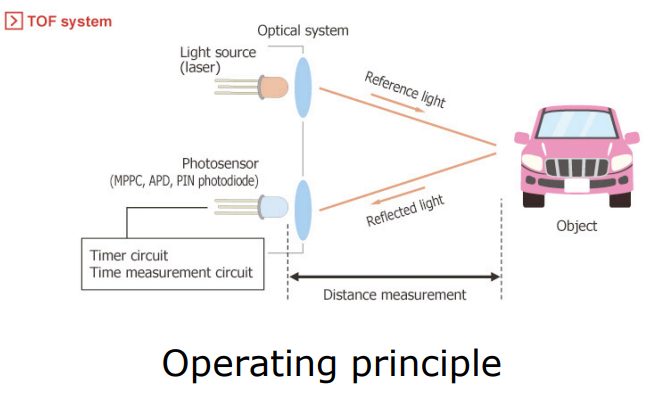 TOF system
Optical system
Light source
(laser)
Reference light
Photosensor
(MPPC, APD, PIN photodiode)
Reflected light
Object
Timer circuit
Time measurement circuit
Distance measurement
Operating principle